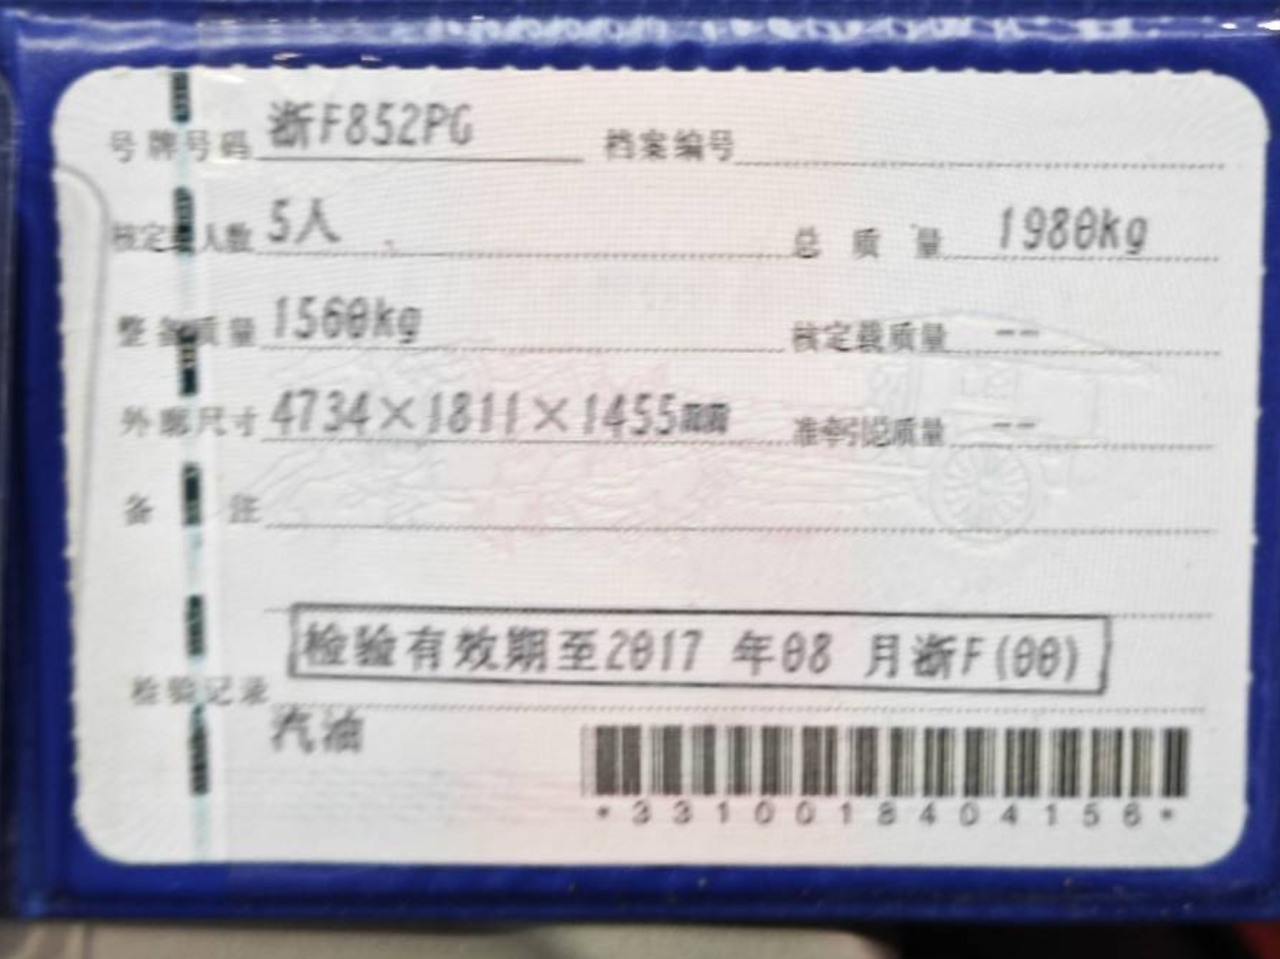 号牌号码 浙F852PG 档案编号
核定载人数 5人 总质量 1980kg
整备质量 1560kg 核定载质量 --
外廓尺寸 4734×1811×1455mm 准牵引总质量 --
备注
检验有效期至2017 年08 月浙F(00)
检验记录
汽油
*3310018404156*